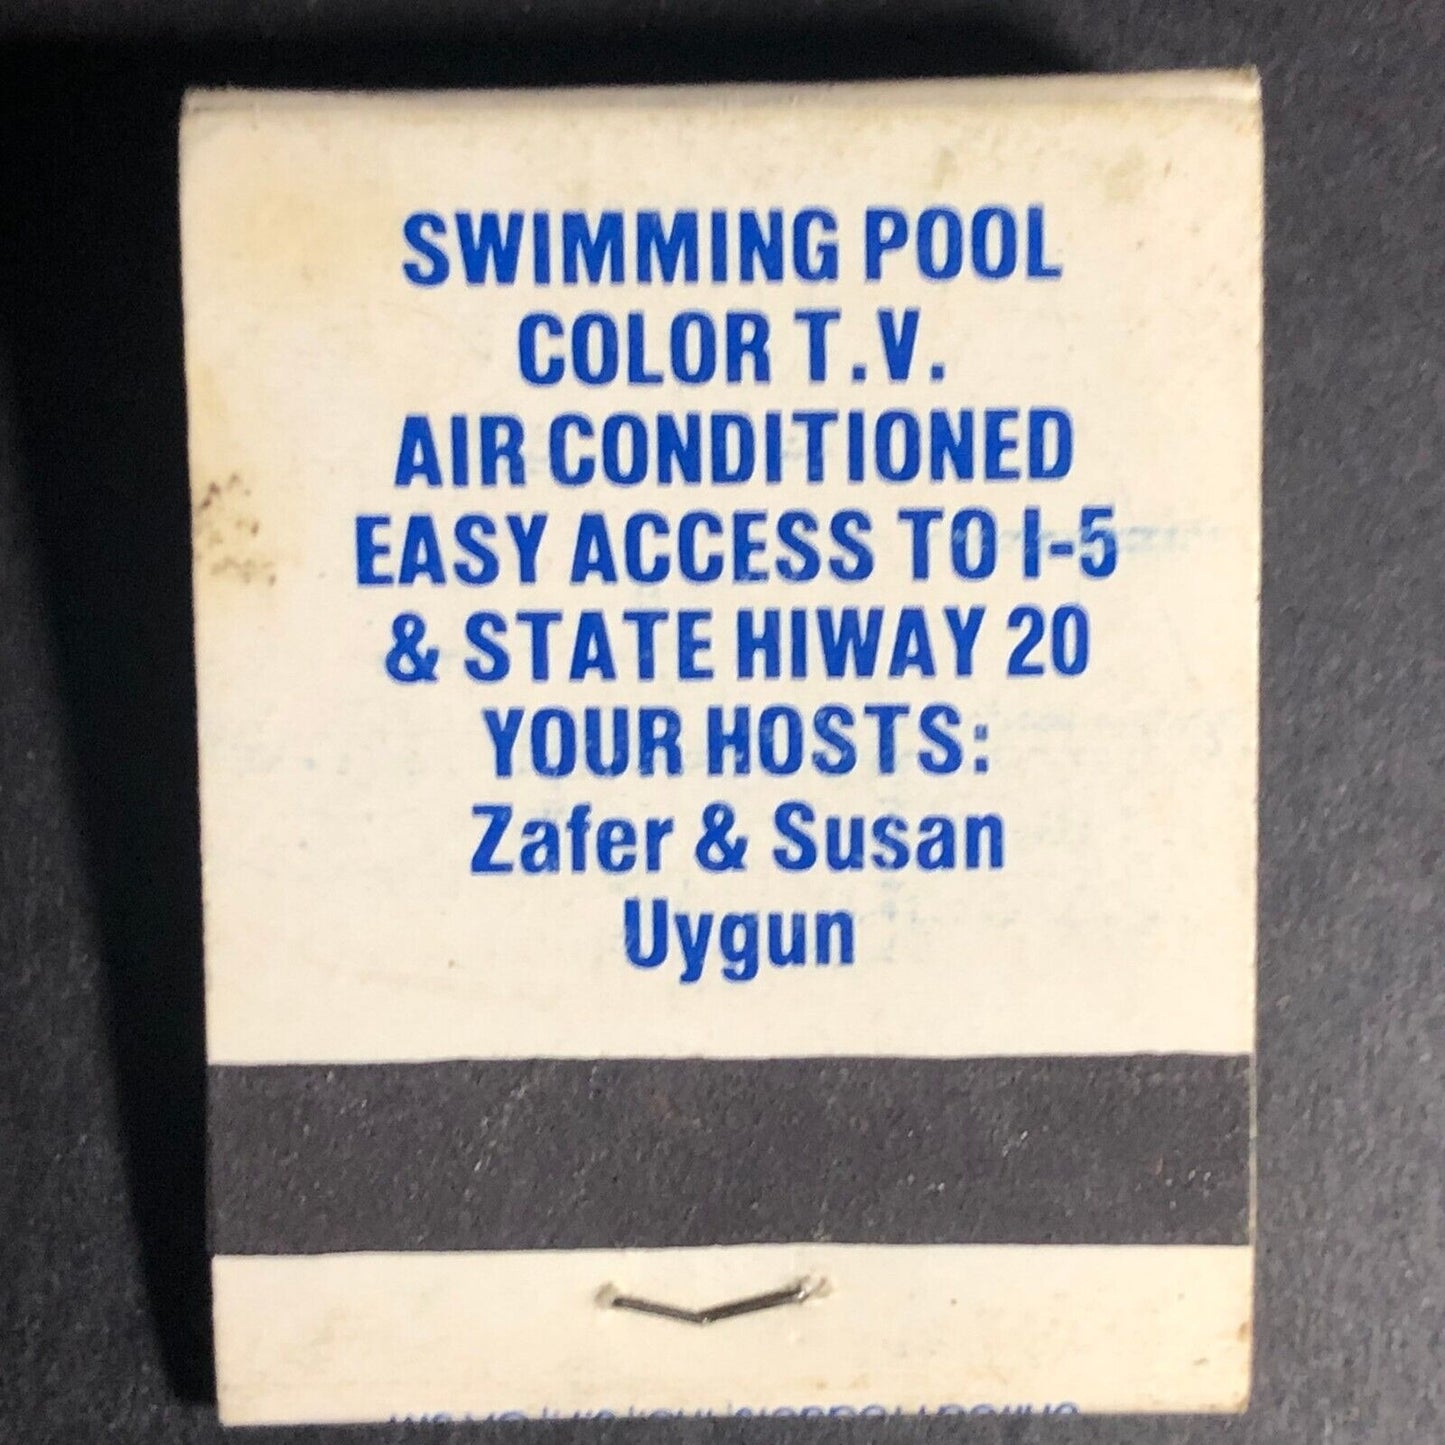 SWIMMING POOL
COLOR T.V.
AIR CONDITIONED
EASY ACCESS TO I-5
& STATE HIWAY 20
YOUR HOSTS:
Zafer & Susan
Uygun